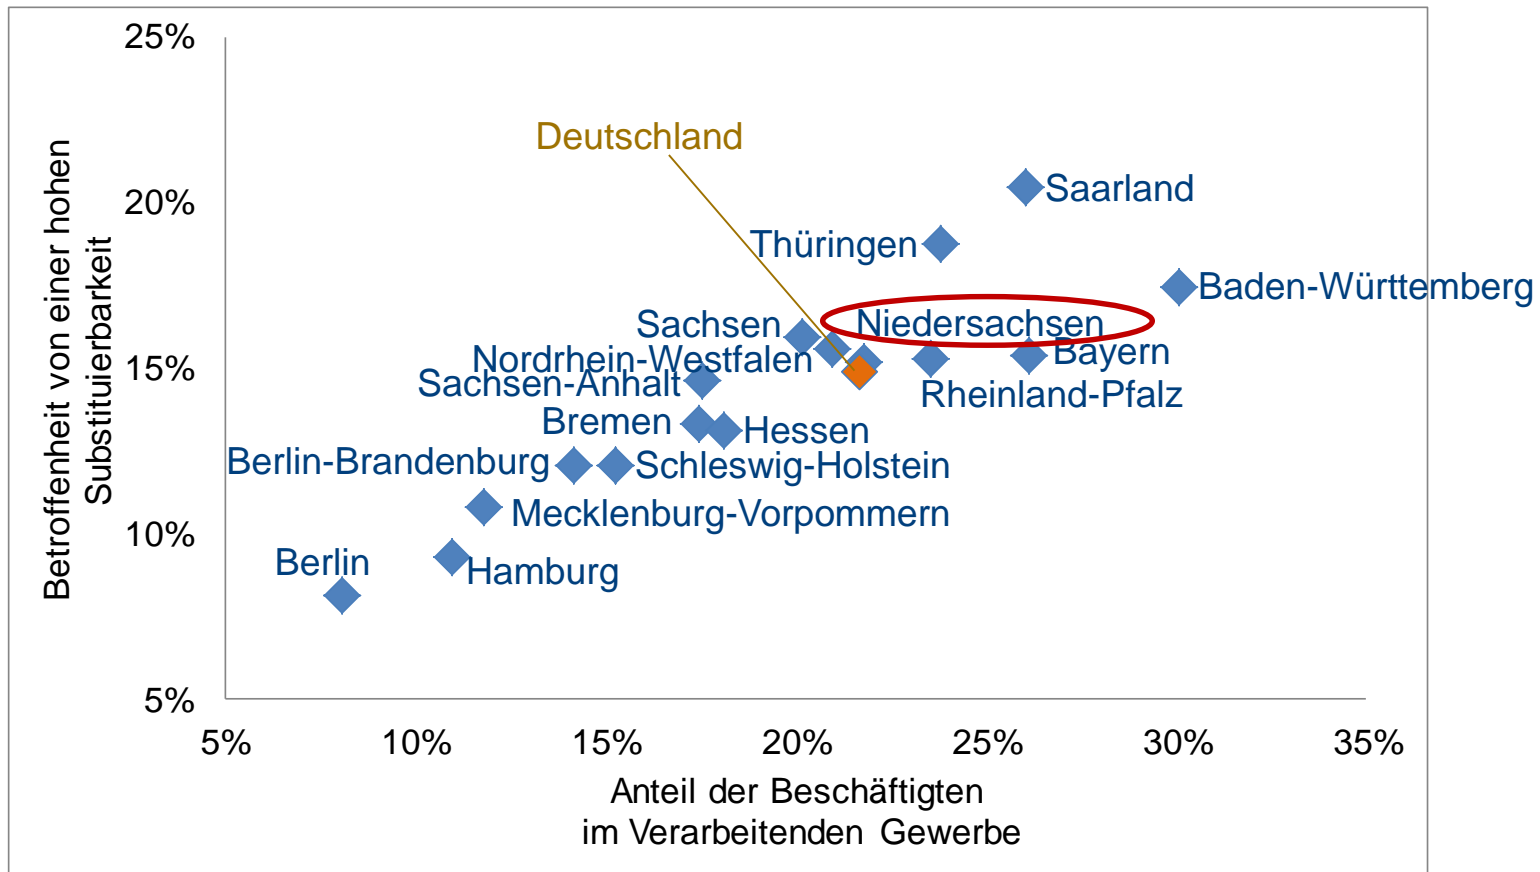 25%
20%
15%
10%
5%
Betroffenheit von einer hohen
Substituierbarkeit
Deutschland
Saarland
Thüringen
Baden-Württemberg
Sachsen
Niedersachsen
Nordrhein-Westfalen
Bayern
Sachsen-Anhalt
Rheinland-Pfalz
Bremen
Hessen
Berlin-Brandenburg
Schleswig-Holstein
Mecklenburg-Vorpommern
Berlin
Hamburg
5% 10% 15% 20% 25% 30% 35%
Anteil der Beschäftigten
im Verarbeitenden Gewerbe